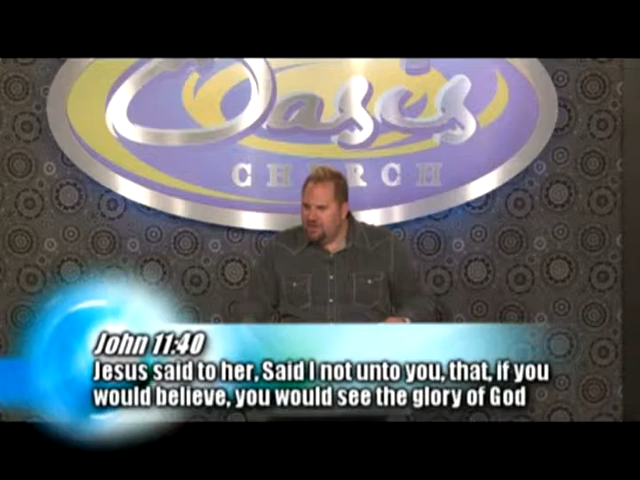 Oasis
CHURCH
John 11:40
Jesus said to her, Said I not unto you, that, if you
would believe, you would see the glory of God